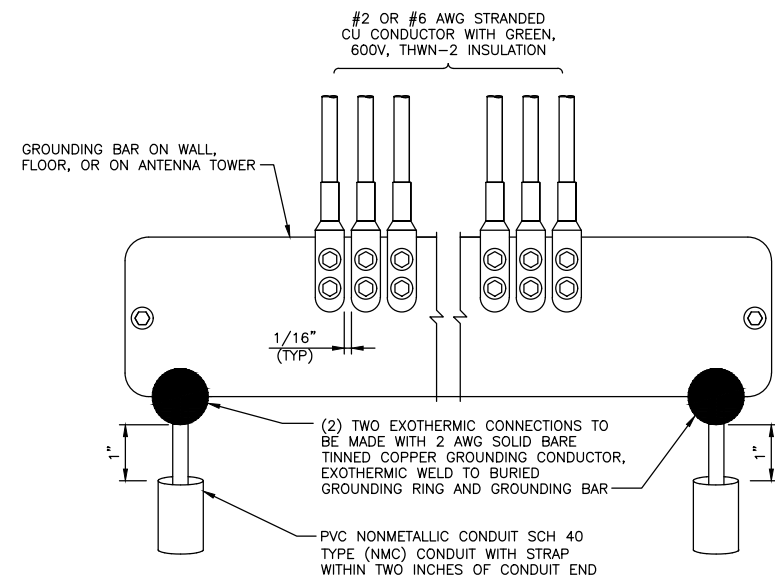 #2 OR #6 AWG STRANDED
CU CONDUCTOR WITH GREEN,
600V, THWN-2 INSULATION
GROUNDING BAR ON WALL,
FLOOR, OR ON ANTENNA TOWER
1/16"
(TYP)
(2) TWO EXOTHERMIC CONNECTIONS TO
BE MADE WITH 2 AWG SOLID BARE
TINNED COPPER GROUNDING CONDUCTOR,
EXOTHERMIC WELD TO BURIED
GROUNDING RING AND GROUNDING BAR
1"
1"
PVC NONMETALLIC CONDUIT SCH 40
TYPE (NMC) CONDUIT WITH STRAP
WITHIN TWO INCHES OF CONDUIT END